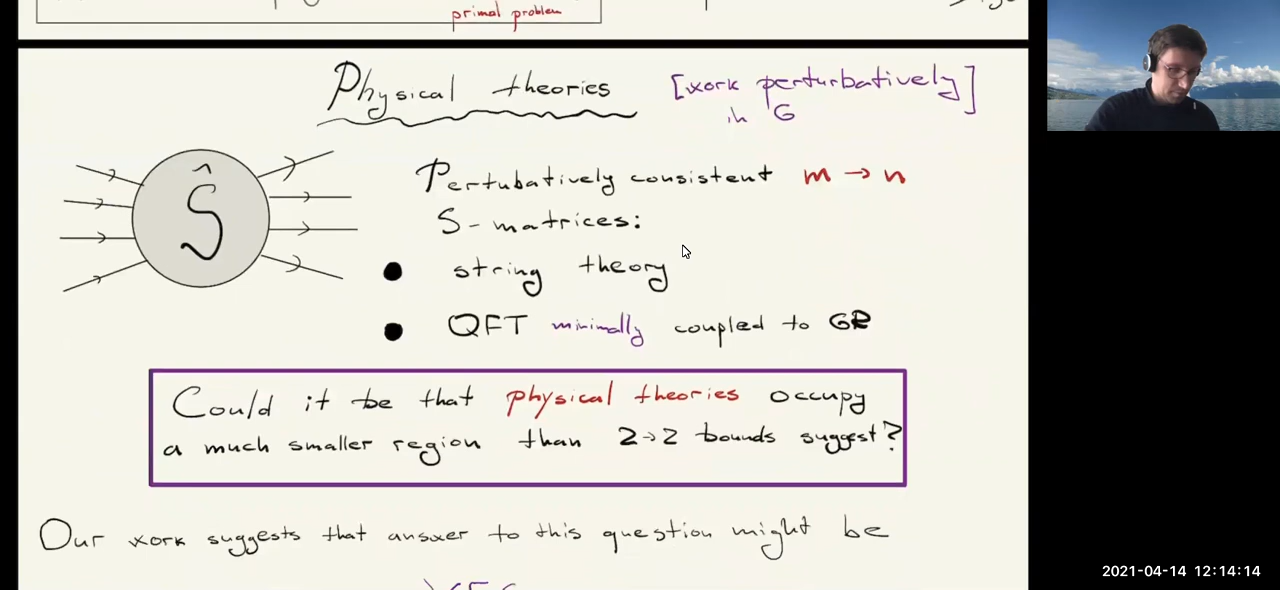 primal problem
Physical theories [work perturbatively]
in G
Ŝ
Pertubatively consistent m → n
S-matrices:
● string theory
● QFT minimally coupled to GR
Could it be that physical theories occupy
a much smaller region than 2→2 bounds suggest?
Our work suggests that answer to this question might be
2021-04-14 12:14:14